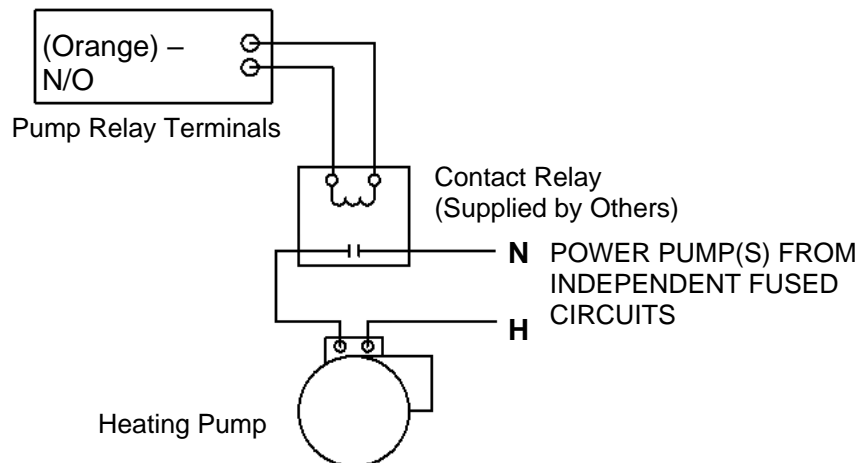 (Orange) –
N/O
Pump Relay Terminals
Contact Relay
(Supplied by Others)
N POWER PUMP(S) FROM
INDEPENDENT FUSED
CIRCUITS
H
Heating Pump